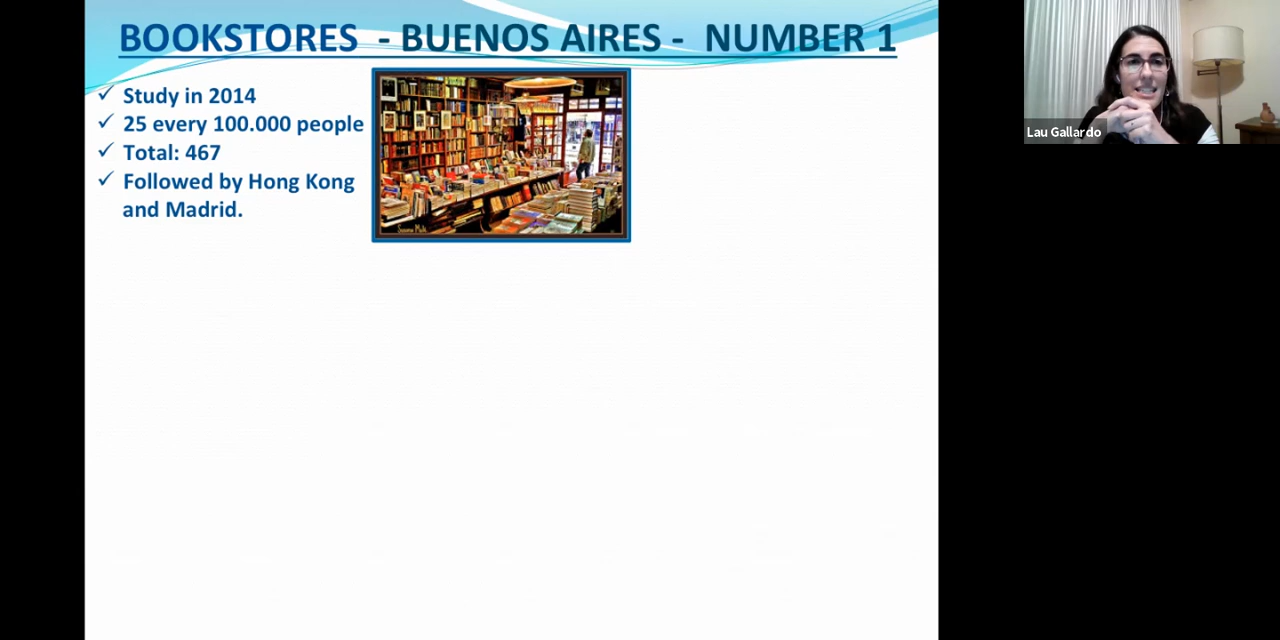 BOOKSTORES - BUENOS AIRES - NUMBER 1
✓ Study in 2014
✓ 25 every 100.000 people
✓ Total: 467
✓ Followed by Hong Kong
and Madrid.
Lau Gallardo